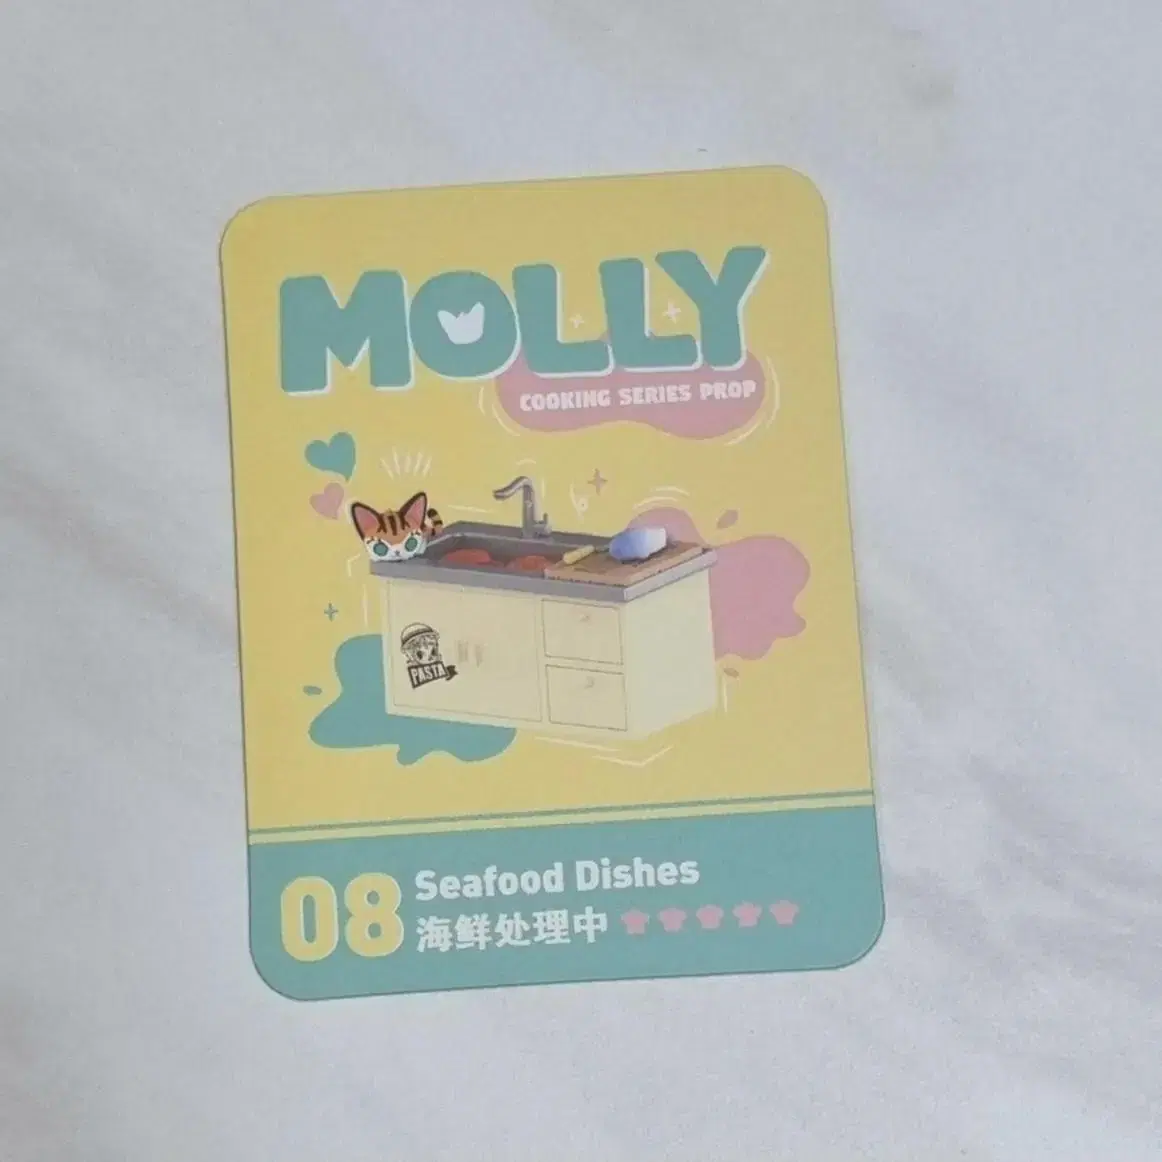 MOLLY
COOKING SERIES PROP
PASTA
08
Seafood Dishes
海鲜处理中